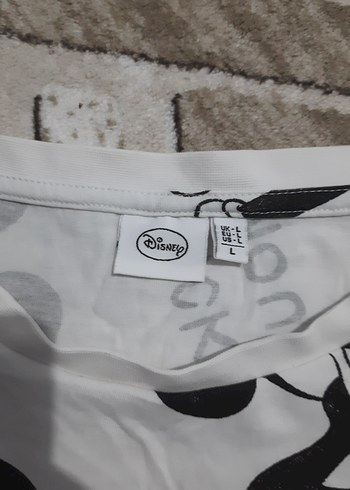 Disney
UK - L
EU - L
US - L
L